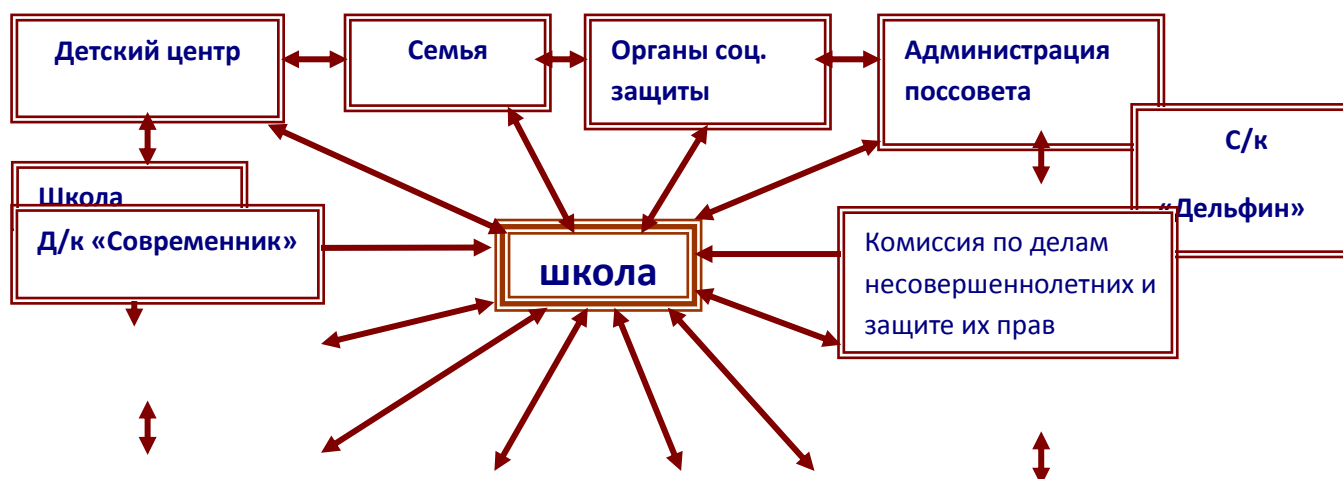 Детский центр
Семья
Органы соц.
защиты
Администрация
поссовета
С/к
«Дельфин»
Школа
Д/к «Современник»
школа
Комиссия по делам
несовершеннолетних и
защите их прав